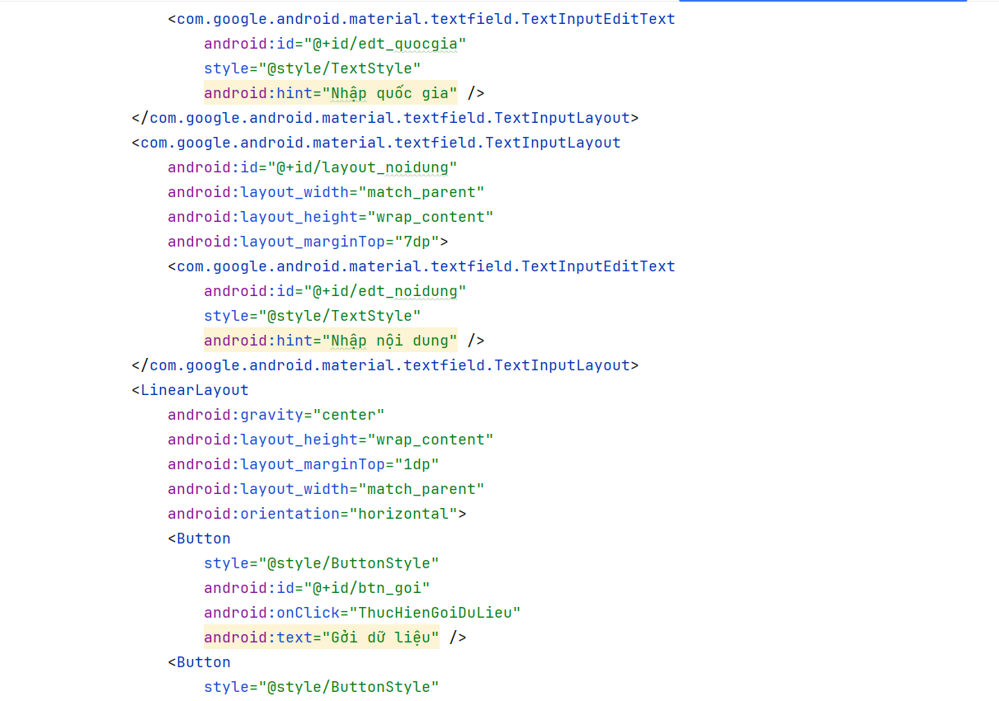 <com.google.android.material.textfield.TextInputEditText
android:id="@+id/edt_quocgia"
style="@style/TextStyle"
android:hint="Nhập quốc gia" />
</com.google.android.material.textfield.TextInputLayout>
<com.google.android.material.textfield.TextInputLayout
android:id="@+id/layout_noidung"
android:layout_width="match_parent"
android:layout_height="wrap_content"
android:layout_marginTop="7dp">
<com.google.android.material.textfield.TextInputEditText
android:id="@+id/edt_noidung"
style="@style/TextStyle"
android:hint="Nhập nội dung" />
</com.google.android.material.textfield.TextInputLayout>
<LinearLayout
android:gravity="center"
android:layout_height="wrap_content"
android:layout_marginTop="1dp"
android:layout_width="match_parent"
android:orientation="horizontal">
<Button
style="@style/ButtonStyle"
android:id="@+id/btn_goi"
android:onClick="ThucHienGoiDuLieu"
android:text="Gởi dữ liệu" />
<Button
style="@style/ButtonStyle"